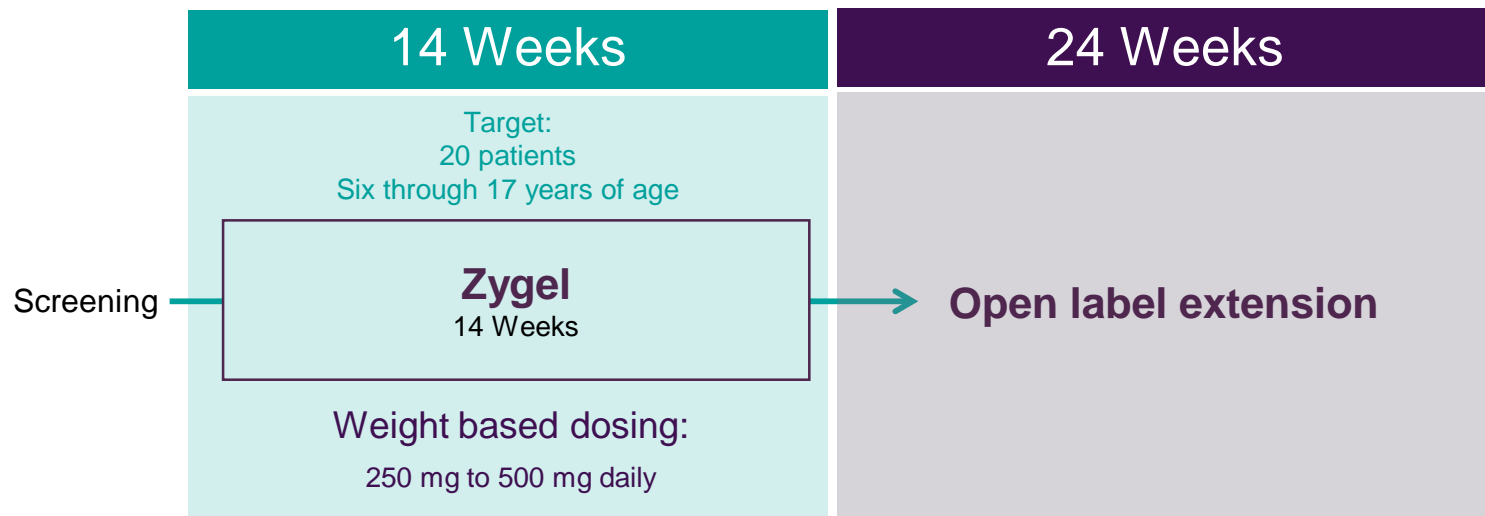 14 Weeks
24 Weeks
Target:
20 patients
Six through 17 years of age
Screening
Zygel
14 Weeks
Open label extension
Weight based dosing:
250 mg to 500 mg daily